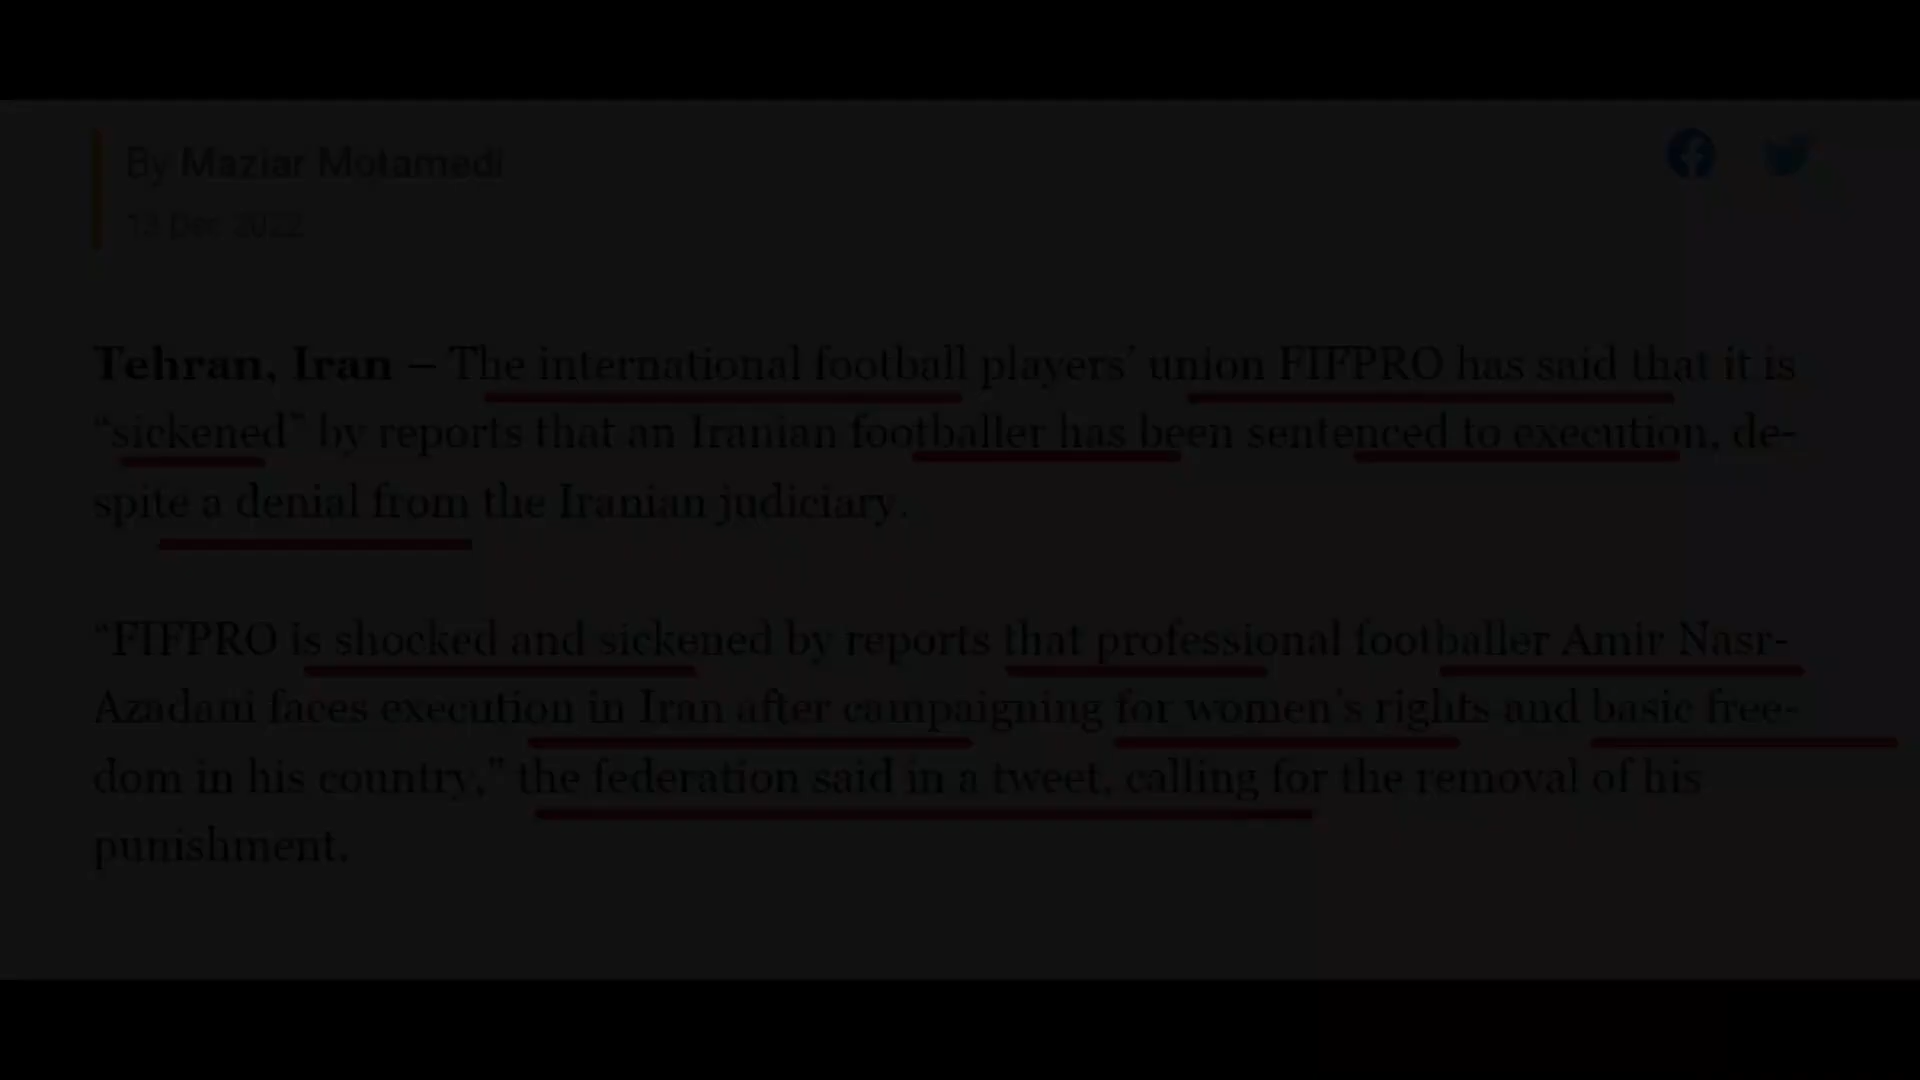 By Maziar Motamedi
13 Dec 2022
Tehran, Iran – The international football players’ union FIFPRO has said that it is
“sickened” by reports that an Iranian footballer has been sentenced to execution, de-
spite a denial from the Iranian judiciary.
“FIFPRO is shocked and sickened by reports that professional footballer Amir Nasr-
Azadani faces execution in Iran after campaigning for women’s rights and basic free-
dom in his country,” the federation said in a tweet, calling for the removal of his
punishment.